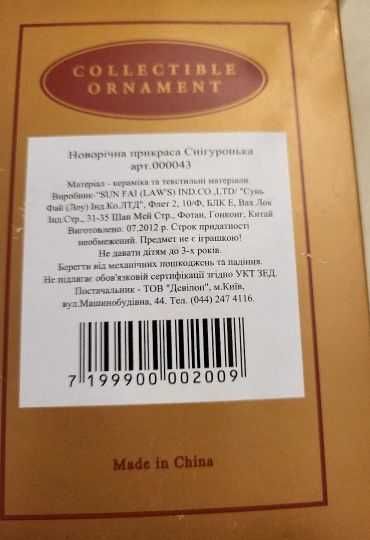 COLLECTIBLE
ORNAMENT
Новорічна прикраса Снігуронька
арт.000043
Матеріал - кераміка та текстильні матеріали
Виробник-"SUN FAI (LAW'S) IND.CO.,LTD/ "Сунь
Фай (Лоу) Інд.Ко.ЛТД", Флет 2, 10/Ф, БЛК Е, Вах Лок
Інд.Стр., 31-35 Шан Мей Стр., Фотан, Гонконг, Китай
Виготовлено: 07.2012 р. Строк придатності
необмежений. Предмет не є іграшкою!
Не давати дітям до 3-х років.
Берегти від механічних пошкоджень та падіння.
Не підлягає обов'язковій сертифікації згідно УКТ ЗЕД.
Постачальник - ТОВ "Дєвілон", м.Київ,
вул.Машинобудівна, 44. Тел. (044) 247 4116.
7 199900 002009
Made in China